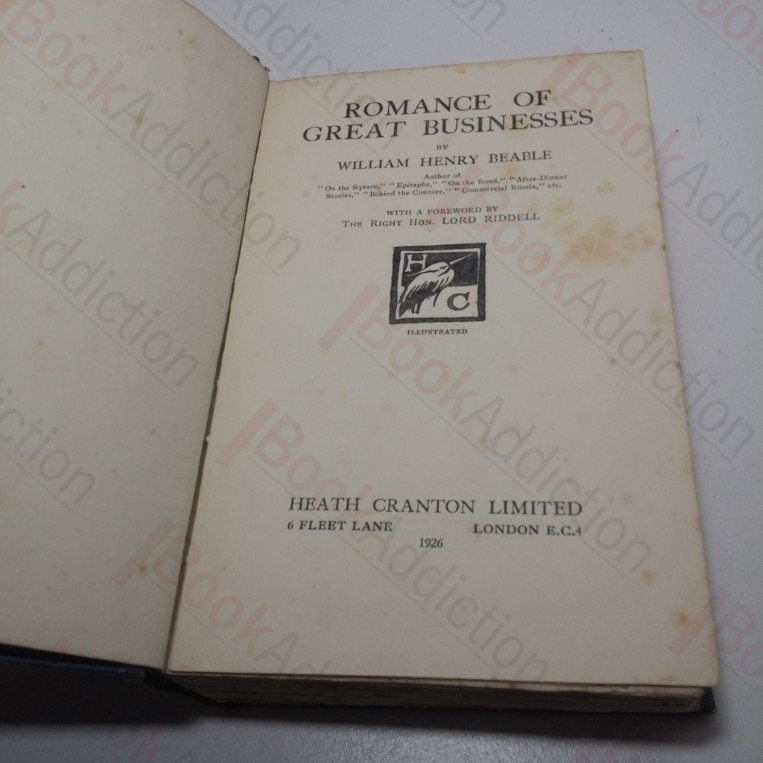 ROMANCE OF
GREAT BUSINESSES
BY
WILLIAM HENRY BEABLE
Author of
"On the Square," "Epitaphs," "On the Road," "After-Dinner
Stories," "Behind the Counter," "Commercial Russia," etc.
WITH A FOREWORD BY
THE RIGHT HON. LORD RIDDELL
H
C
ILLUSTRATED
HEATH CRANTON LIMITED
6 FLEET LANE LONDON E.C.4
1926
BookAddiction